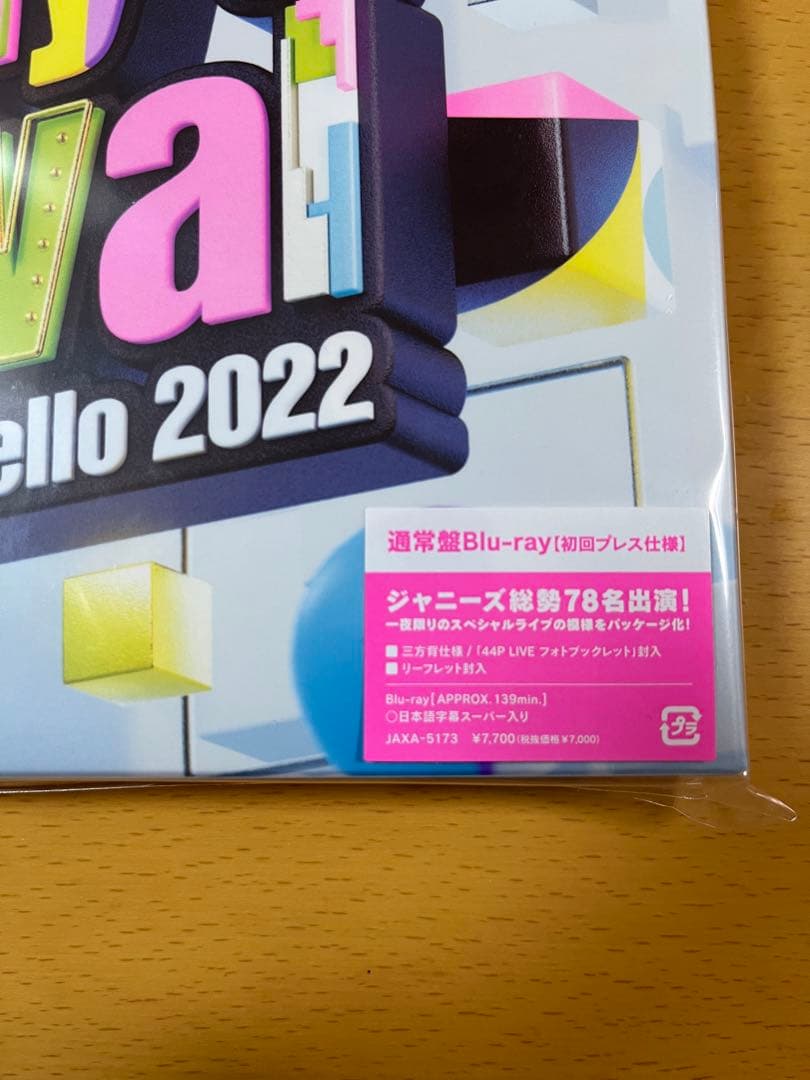 y
val
ello 2022
通常盤Blu-ray【初回プレス仕様】
ジャニーズ総勢78名出演!
一夜限りのスペシャルライブの模様をパッケージ化!
■三方背仕様 /「44P LIVE フォトブックレット」封入
■リーフレット封入
Blu-ray[APPROX. 139min.]
○日本語字幕スーパー入り
JAXA-5173 ¥7,700(税抜価格¥7,000)
プラ